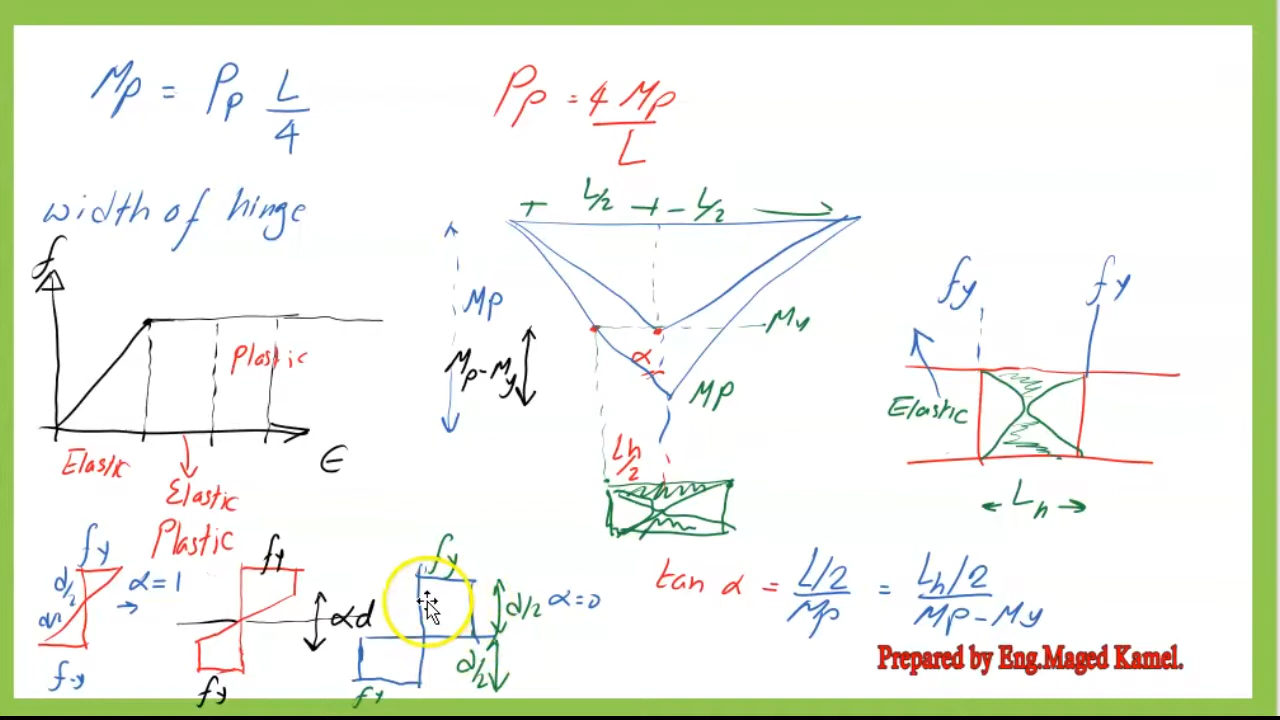 Mp = Pp L/4
Pp = 4 Mp/L
width of hinge
f
Plastic
Elastic
ϵ
Elastic
Plastic
L/2
L/2
Mp
Mp-My
My
α
MP
Lh/2
fy
fy
Elastic
Lh
fy
d/2
α=1
fy
fy
αd
fy
fy
d/2
α=0
d/2
fy
tan α = L/2 / Mp = Lh/2 / Mp-My
Prepared by Eng.Maged Kamel.